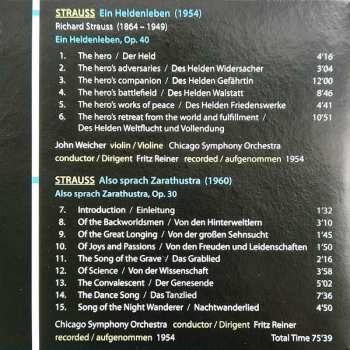 STRAUSS Ein Heldenleben (1954)
Richard Strauss (1864 – 1949)
Ein Heldenleben, Op. 40
1. The hero / Der Held 4'16
2. The hero's adversaries / Des Helden Widersacher 3'04
3. The hero's companion / Des Helden Gefährtin 12'00
4. The hero's battlefield / Des Helden Walstatt 8'46
5. The hero's works of peace / Des Helden Friedenswerke 4'41
6. The hero's retreat from the world and fulfillment / 10'51
Des Helden Weltflucht und Vollendung
John Weicher violin / Violine Chicago Symphony Orchestra
conductor / Dirigent Fritz Reiner recorded / aufgenommen 1954
STRAUSS Also sprach Zarathustra (1960)
Also sprach Zarathustra, Op. 30
7. Introduction / Einleitung 1'32
8. Of the Backworldsmen / Von den Hinterweltlern 3'10
9. Of the Great Longing / Von der großen Sehnsucht 1'45
10. Of Joys and Passions / Von den Freuden und Leidenschaften 1'51
11. The Song of the Grave / Das Grablied 2'16
12. Of Science / Von der Wissenschaft 3'58
13. The Convalescent / Der Genesende 5'02
14. The Dance Song / Das Tanzlied 7'36
15. Song of the Night Wanderer / Nachtwanderlied 4'50
Chicago Symphony Orchestra conductor / Dirigent Fritz Reiner
recorded / aufgenommen 1954 Total Time 75'39